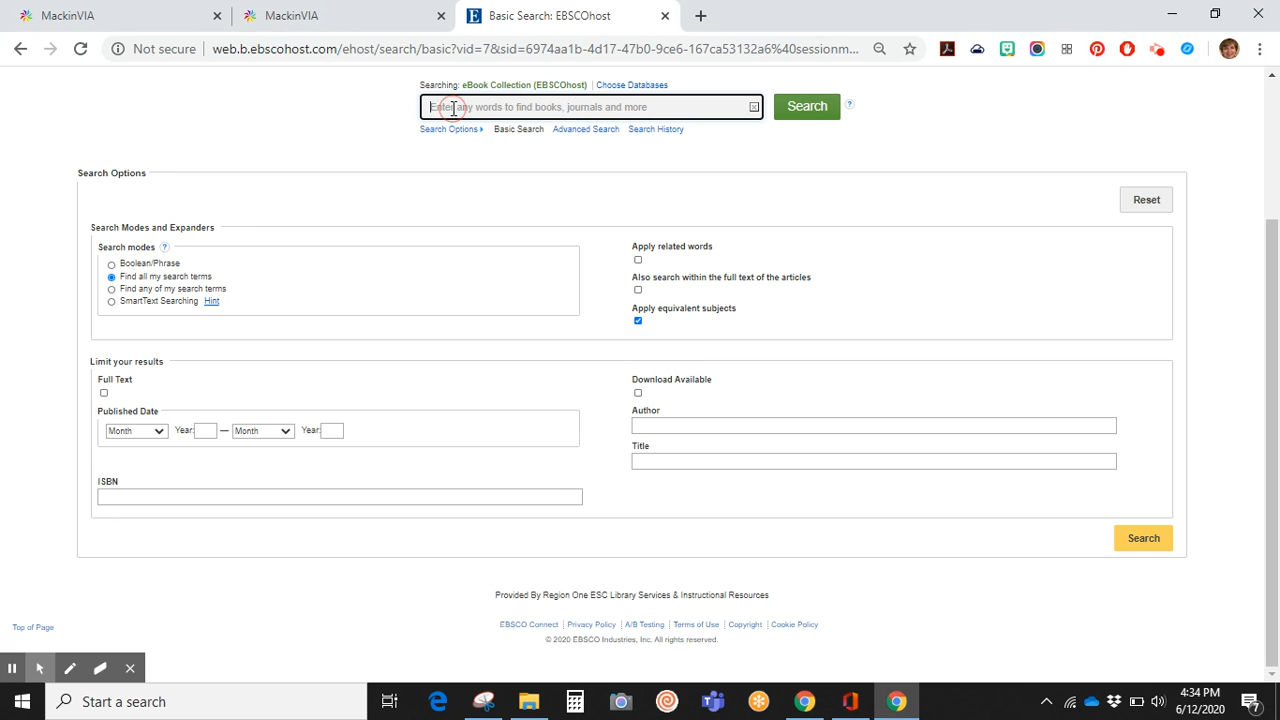 MackinVIA
MackinVIA
Basic Search: EBSCOhost
Not secure web.b.ebscohost.com/ehost/search/basic?vid=7&sid=6974aa1b-4d17-47b0-9ce6-167ca53132a6%40sessionm...
Searching: eBook Collection (EBSCOhost) Choose Databases
Enter any words to find books, journals and more
Search
Search Options Basic Search Advanced Search Search History
Search Options
Reset
Search Modes and Expanders
Search modes
Boolean/Phrase
Find all my search terms
Find any of my search terms
SmartText Searching Hint
Apply related words
Also search within the full text of the articles
Apply equivalent subjects
Limit your results
Full Text
Published Date
Month Year: — Month Year:
ISBN
Download Available
Author
Title
Search
Provided By Region One ESC Library Services & Instructional Resources
Top of Page
EBSCO Connect Privacy Policy A/B Testing Terms of Use Copyright Cookie Policy
© 2020 EBSCO Industries, Inc. All rights reserved.
Start a search
4:34 PM
6/12/2020
7